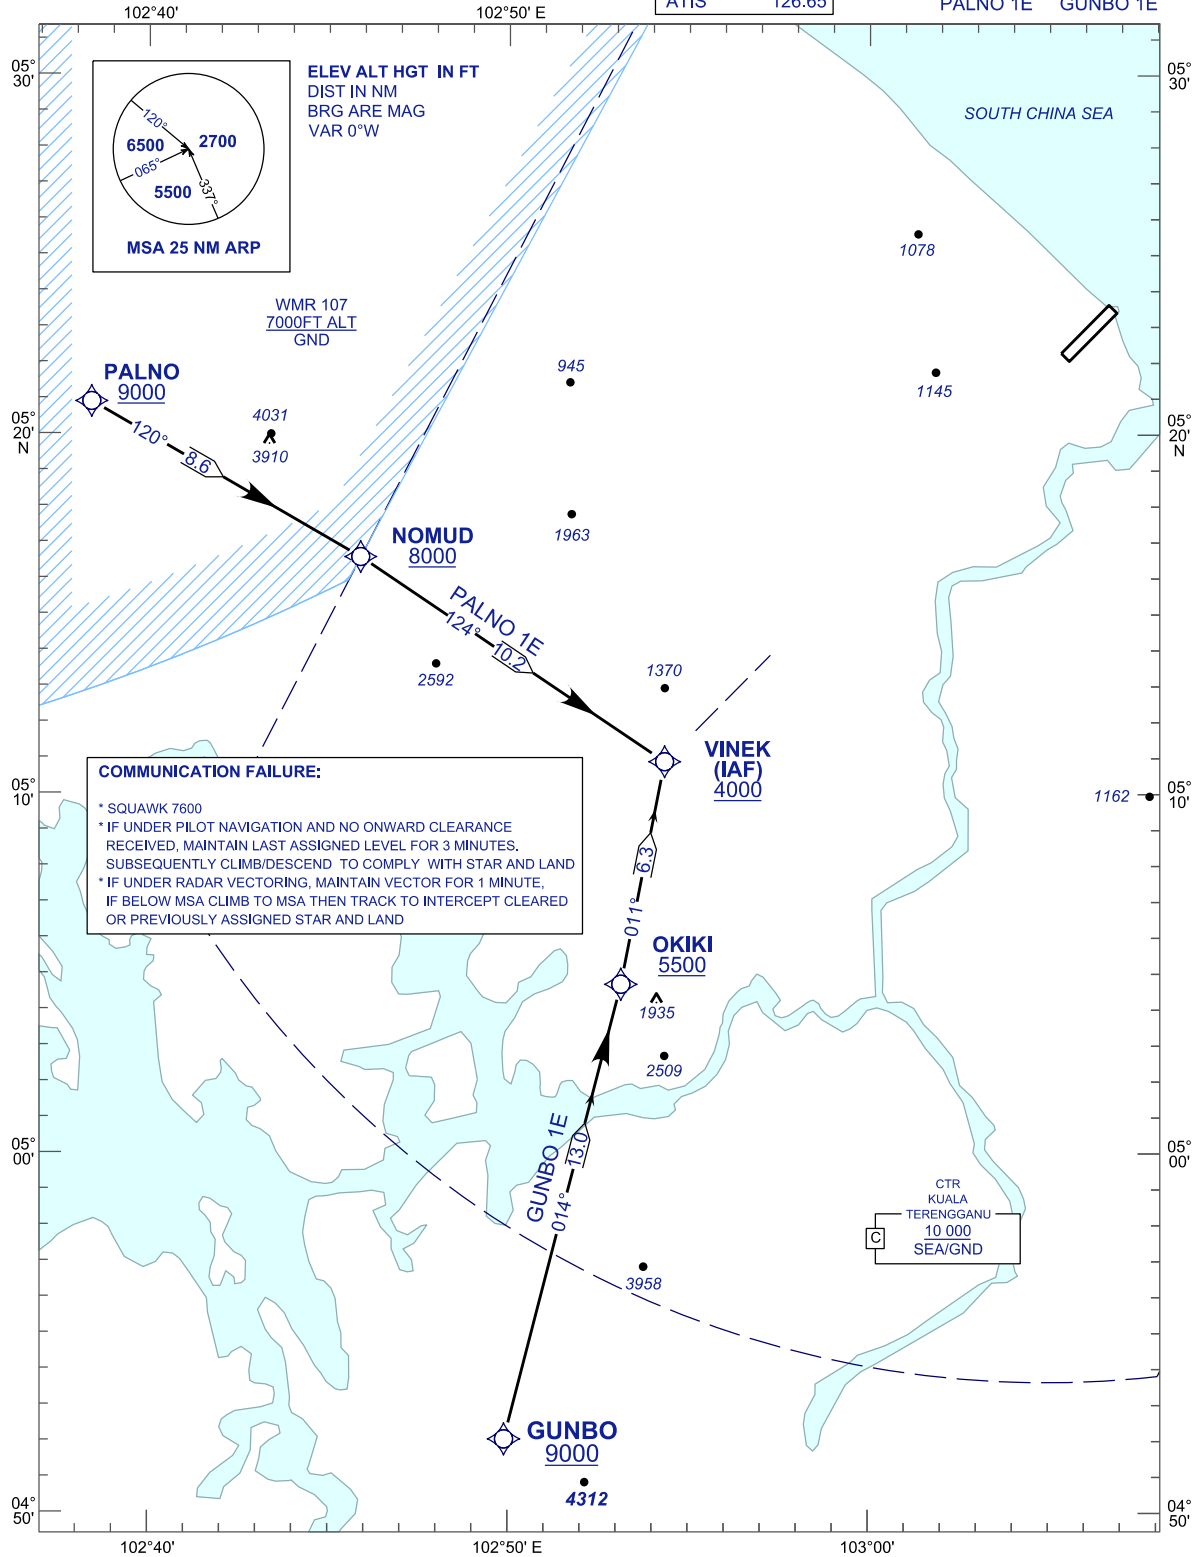 102°40'
102°50' E
ATIS 126.65
PALNO 1E GUNBO 1E
05°
30'
05°
30'
ELEV ALT HGT IN FT
DIST IN NM
BRG ARE MAG
VAR 0°W
120°
6500
2700
065°
5500
337°
MSA 25 NM ARP
SOUTH CHINA SEA
1078
WMR 107
7000FT ALT
GND
945
1145
PALNO
9000
4031
3910
05°
20'
N
05°
20'
N
120°
8.6
1963
NOMUD
8000
PALNO 1E
124°
10.2
2592
1370
VINEK
(IAF)
4000
05°
10'
05°
10'
1162
COMMUNICATION FAILURE:
* SQUAWK 7600
* IF UNDER PILOT NAVIGATION AND NO ONWARD CLEARANCE
RECEIVED, MAINTAIN LAST ASSIGNED LEVEL FOR 3 MINUTES.
SUBSEQUENTLY CLIMB/DESCEND TO COMPLY WITH STAR AND LAND
* IF UNDER RADAR VECTORING, MAINTAIN VECTOR FOR 1 MINUTE,
IF BELOW MSA CLIMB TO MSA THEN TRACK TO INTERCEPT CLEARED
OR PREVIOUSLY ASSIGNED STAR AND LAND
6.3
011°
OKIKI
5500
1935
2509
05°
00'
05°
00'
GUNBO 1E
13.0
014°
CTR
KUALA
TERENGGANU
10 000
SEA/GND
C
3958
GUNBO
9000
4312
04°
50'
04°
50'
102°40'
102°50' E
103°00'